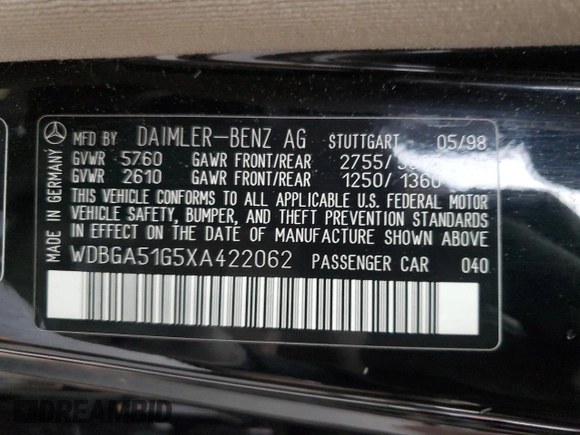 MFD BY DAIMLER-BENZ AG STUTTGART 05/98
GVWR 5760 GAWR FRONT/REAR 2755/
GVWR 2610 GAWR FRONT/REAR 1250/ 1360
THIS VEHICLE CONFORMS TO ALL APPLICABLE U.S. FEDERAL MOTOR
VEHICLE SAFETY, BUMPER, AND THEFT PREVENTION STANDARDS
IN EFFECT ON THE DATE OF MANUFACTURE SHOWN ABOVE
WDBGA51G5XA422062 PASSENGER CAR 040
MADE IN GERMANY
DREAMBID